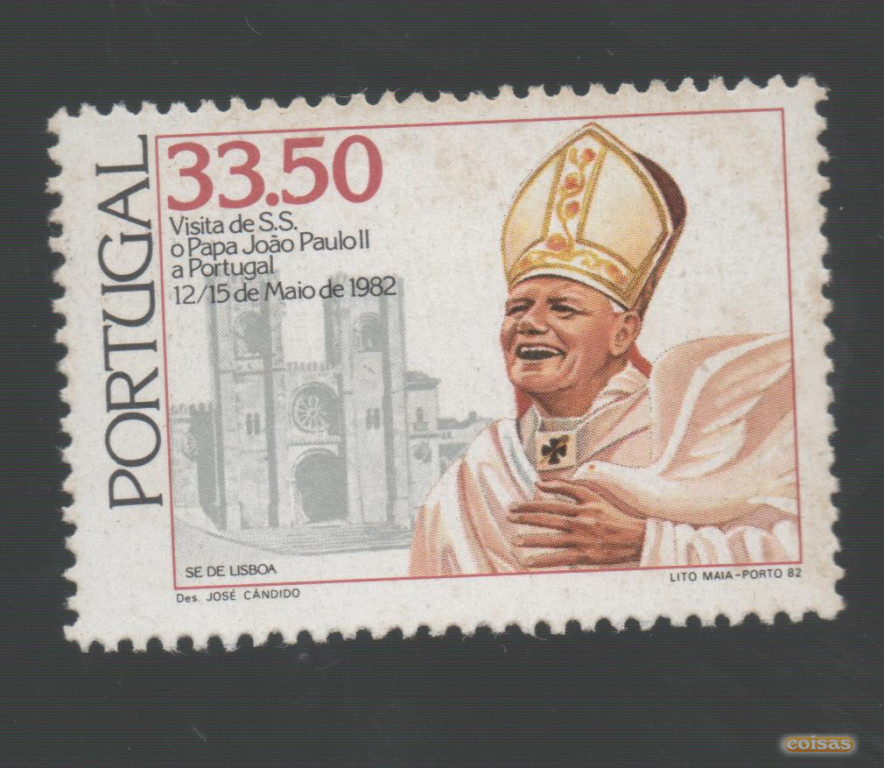 PORTUGAL
33.50
Visita de S.S.
o Papa João Paulo II
a Portugal
12/15 de Maio de 1982
SE DE LISBOA
Des. JOSÉ CÂNDIDO
LITO MAIA-PORTO 82
coisas